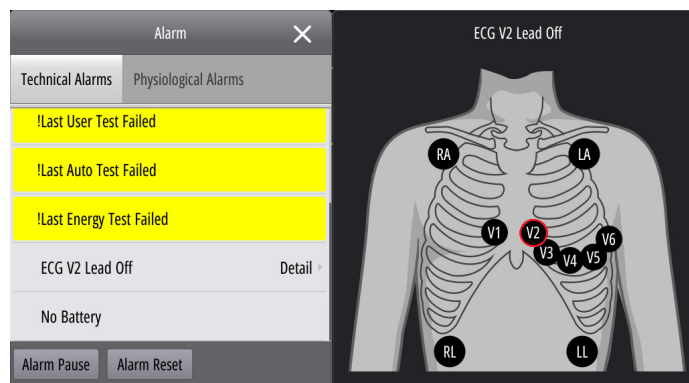 Alarm
Technical Alarms
Physiological Alarms
!Last User Test Failed
!Last Auto Test Failed
!Last Energy Test Failed
ECG V2 Lead Off Detail
No Battery
Alarm Pause
Alarm Reset
ECG V2 Lead Off
RA
LA
V1
V2
V3
V4
V5
V6
RL
LL